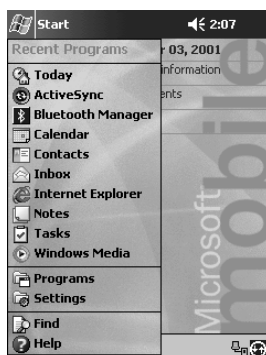 Start 2:07
Recent Programs
r 03, 2001
Today
information
ActiveSync
ents
Bluetooth Manager
Calendar
Contacts
Inbox
Internet Explorer
Notes
Tasks
Windows Media
Programs
Settings
Find
Help
Microsoft
mobile